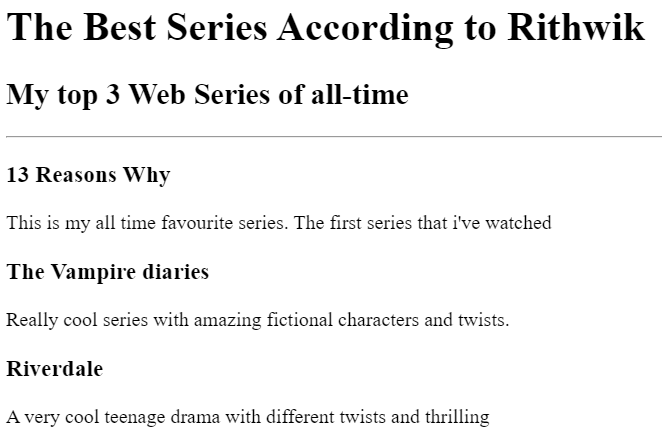 The Best Series According to Rithwik
My top 3 Web Series of all-time
13 Reasons Why
This is my all time favourite series. The first series that i've watched
The Vampire diaries
Really cool series with amazing fictional characters and twists.
Riverdale
A very cool teenage drama with different twists and thrilling